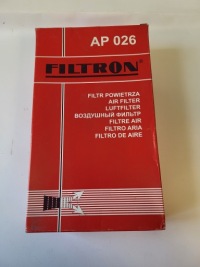 AP 026
FILTRON
FILTR POWIETRZA
AIR FILTER
LUFTFILTER
ВОЗДУШНЫЙ ФИЛЬТР
FILTRE AIR
FILTRO ARIA
FILTRO DE AIRE